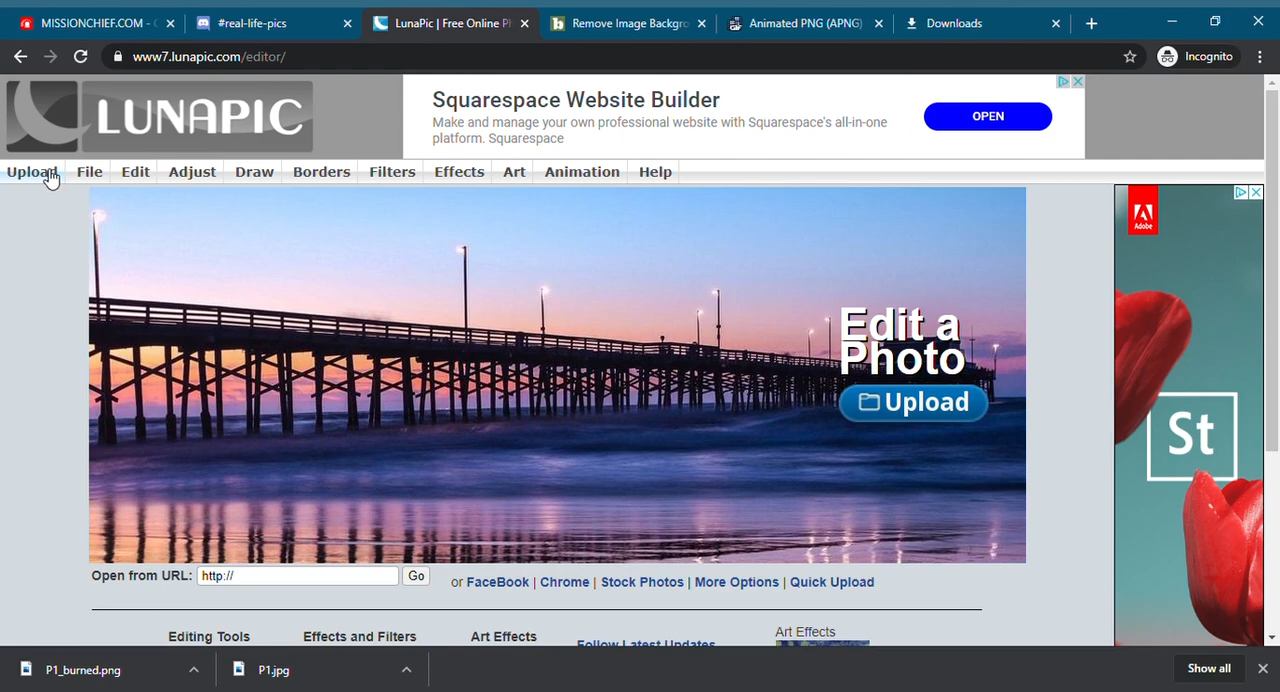 MISSIONCHIEF.COM -
#real-life-pics
LunaPic | Free Online
Remove Image Backgro
Animated PNG (APNG)
Downloads
www7.lunapic.com/editor/
Incognito
LUNAPIC
Squarespace Website Builder
Make and manage your own professional website with Squarespace's all-in-one
platform. Squarespace
OPEN
Upload File Edit Adjust Draw Borders Filters Effects Art Animation Help
Adobe
Edit a
Photo
Upload
St
Open from URL: http:// Go or FaceBook | Chrome | Stock Photos | More Options | Quick Upload
Editing Tools
Effects and Filters
Art Effects
Follow Latest Updates
Art Effects
P1_burned.png
P1.jpg
Show all